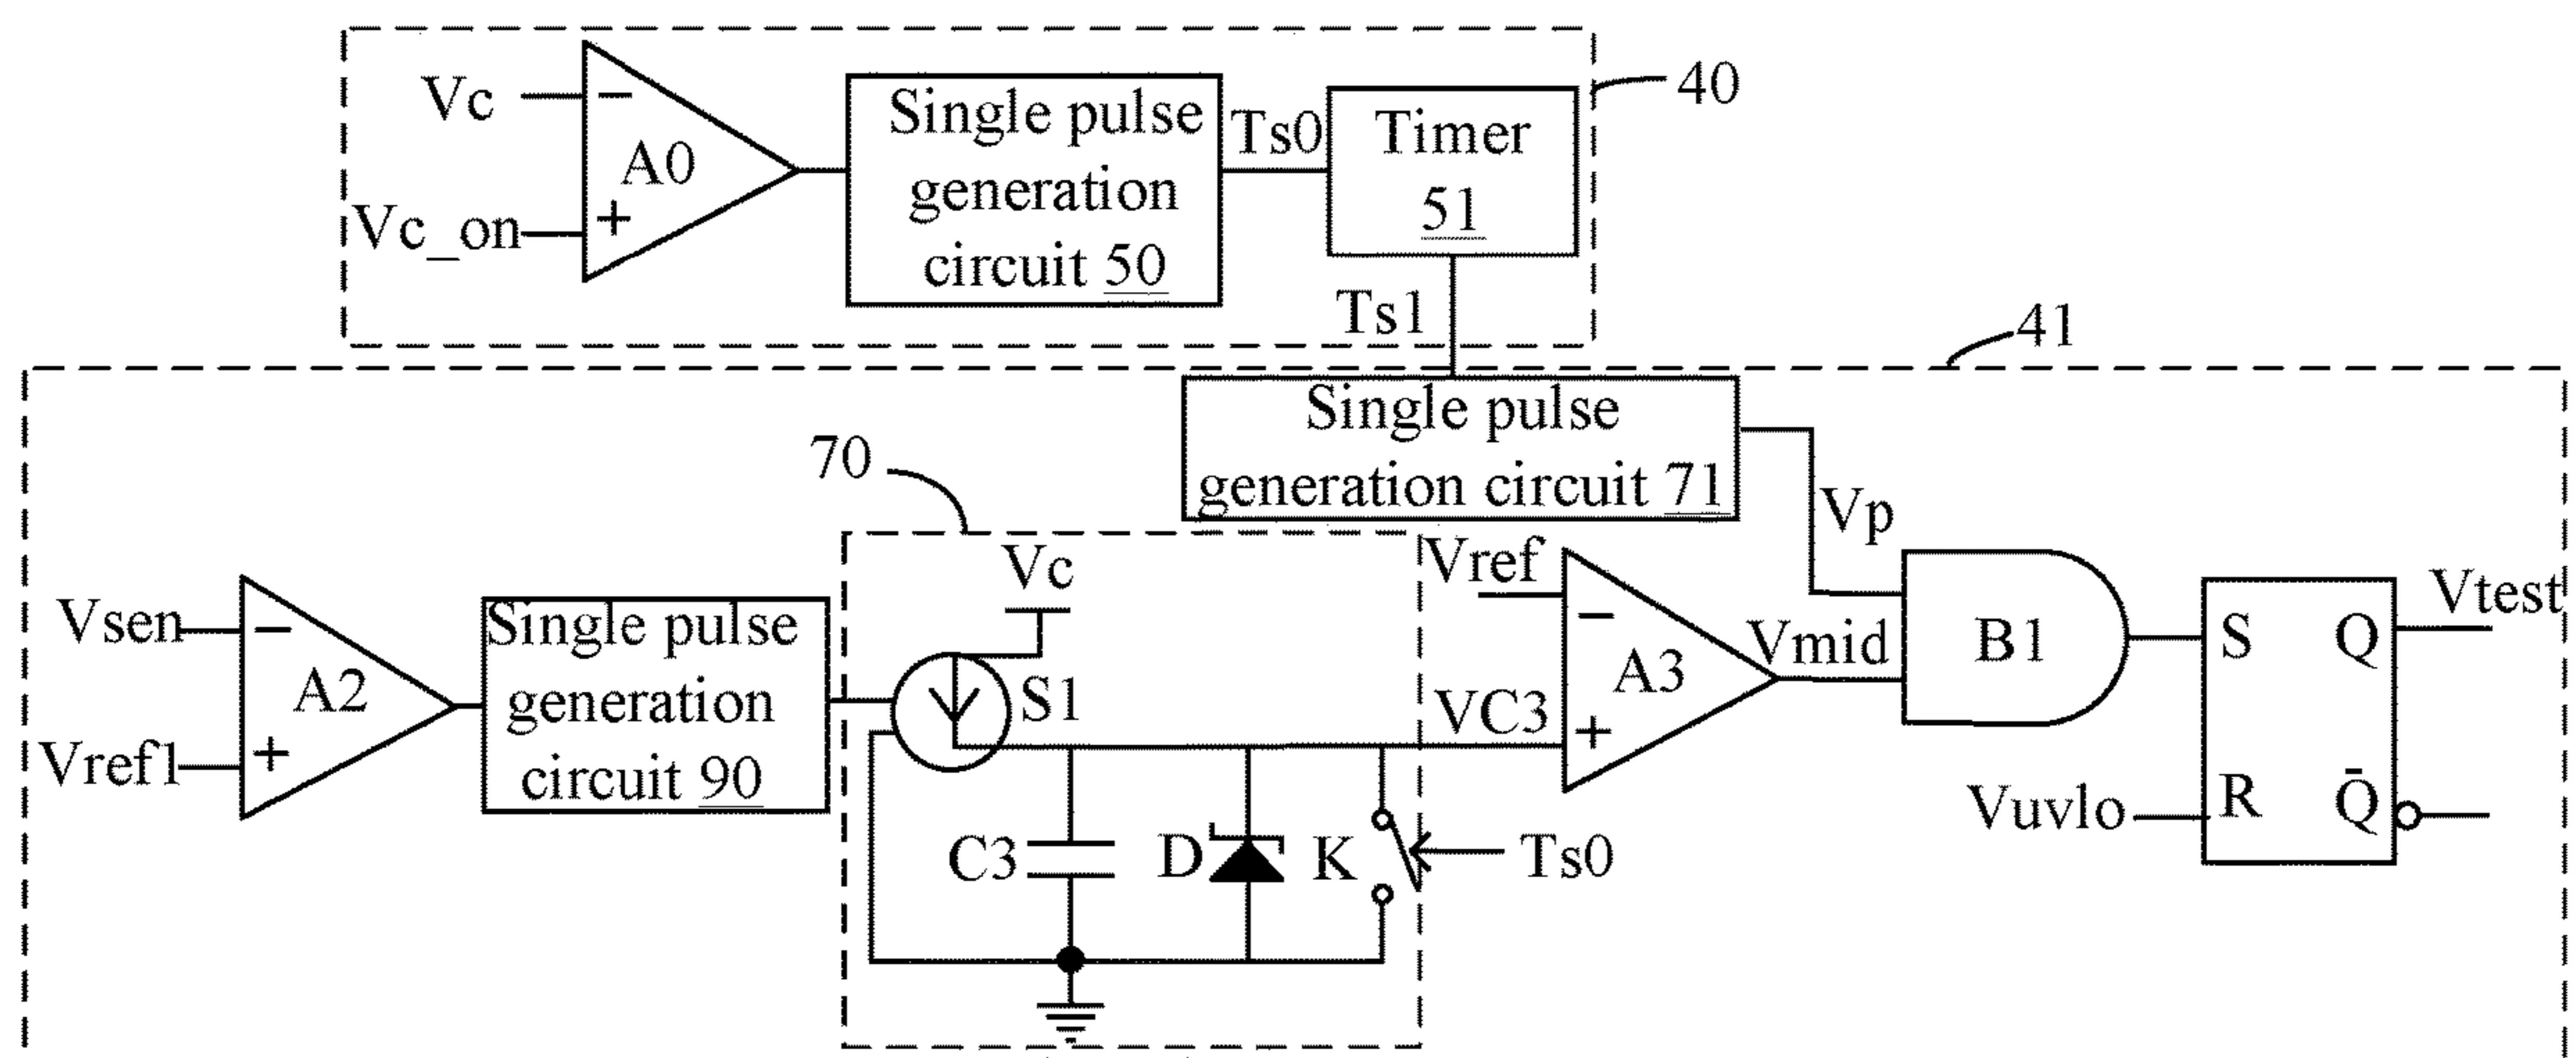 Vc
−
A0
Vc_on
+
Single pulse
generation
circuit 50
Ts0
Timer
51
40
Ts1
41
Single pulse
generation circuit 71
70
Vp
Vsen
−
A2
Vref1
+
Single pulse
generation
circuit 90
Vc
S1
C3
D
K
Ts0
Vref
−
A3
VC3
+
Vmid
B1
S
Q
R
Q̄
Vuvlo
Vtest